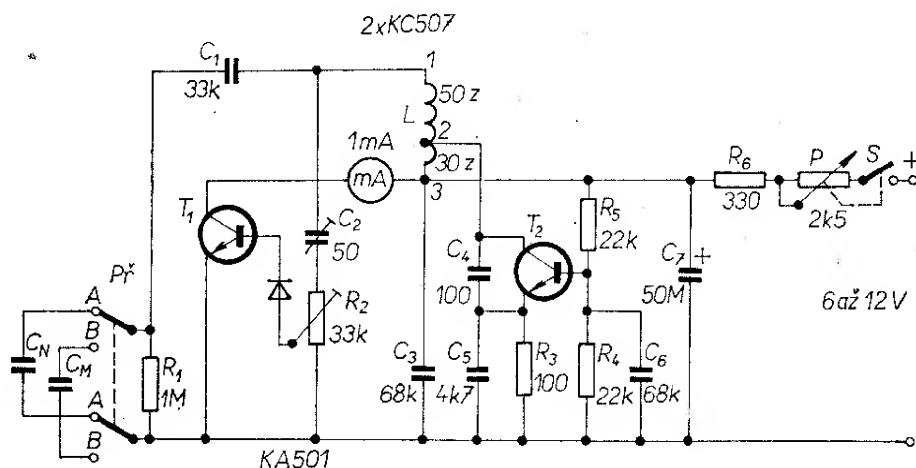 2xKC507
C1
33k
1
50 z
L
2
30 z
3
1mA
mA
R6
330
P
2k5
S
+
T1
C2
50
R5
22k
C4
100
T2
C7
+
50M
6až 12V
Př
A
B
CN
CM
A
B
R1
1M
R2
33k
C3
68k
C5
4k7
R3
100
R4
22k
C6
68k
KA501